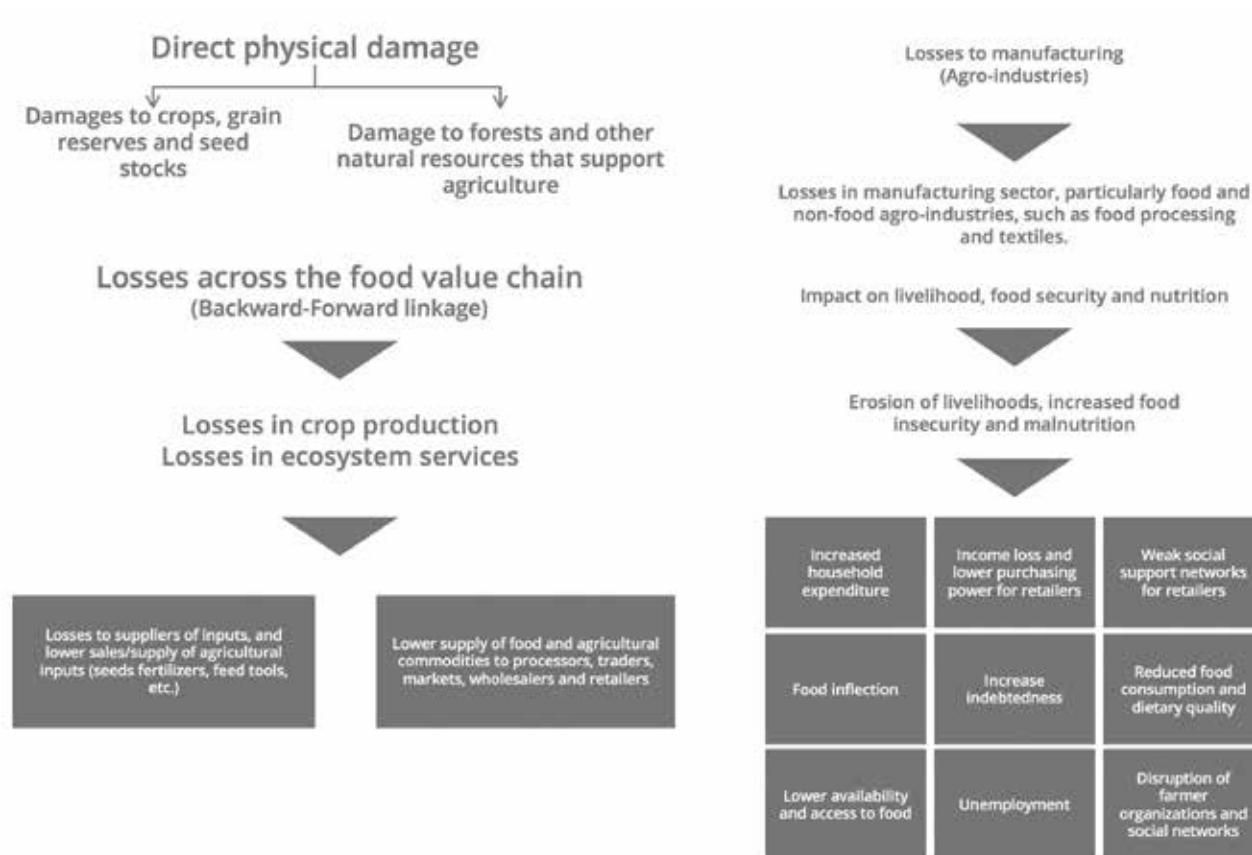 Direct physical damage
Damages to crops, grain
reserves and seed
stocks
Damage to forests and other
natural resources that support
agriculture
Losses across the food value chain
(Backward-Forward linkage)
Losses in crop production
Losses in ecosystem services
Losses to suppliers of inputs, and
lower sales/supply of agricultural
inputs (seeds fertilizers, feed tools,
etc.)
Lower supply of food and agricultural
commodities to processors, traders,
markets, wholesalers and retailers
Losses to manufacturing
(Agro-industries)
Losses in manufacturing sector, particularly food and
non-food agro-industries, such as food processing
and textiles.
Impact on livelihood, food security and nutrition
Erosion of livelihoods, increased food
insecurity and malnutrition
Increased
household
expenditure
Income loss and
lower purchasing
power for retailers
Weak social
support networks
for retailers
Food inflection
Increase
indebtedness
Reduced food
consumption and
dietary quality
Lower availability
and access to food
Unemployment
Disruption of
farmer
organizations and
social networks